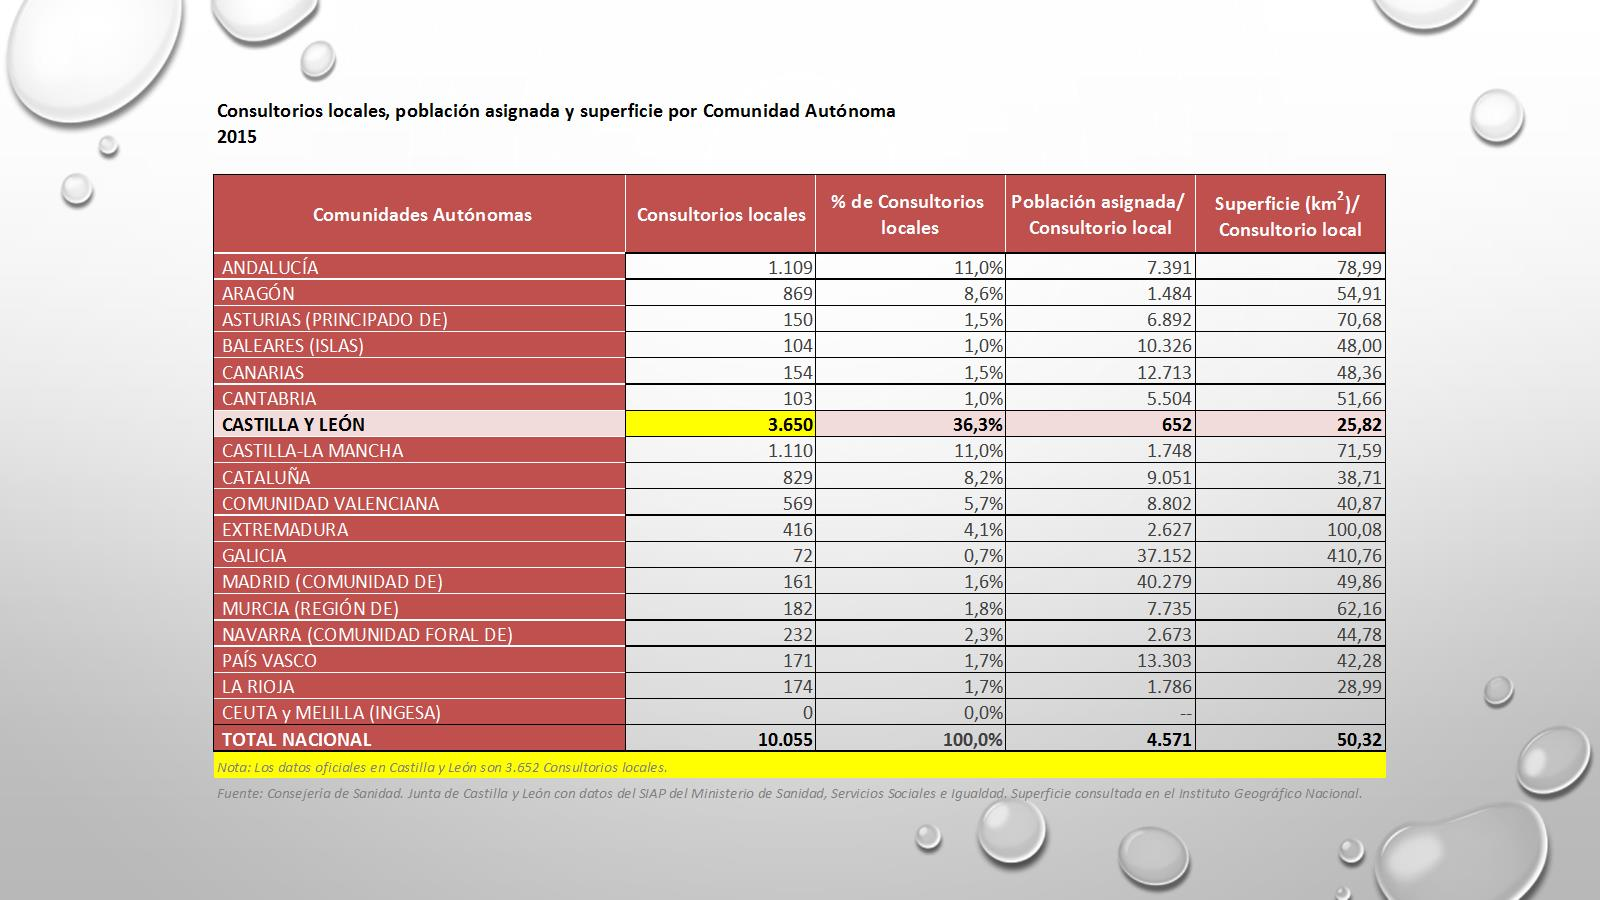 Consultorios locales, población asignada y superficie por Comunidad Autónoma
2015
Comunidades Autónomas Consultorios locales % de Consultorios locales Población asignada/ Consultorio local Superficie (km²)/ Consultorio local
ANDALUCÍA 1.109 11,0% 7.391 78,99
ARAGÓN 869 8,6% 1.484 54,91
ASTURIAS (PRINCIPADO DE) 150 1,5% 6.892 70,68
BALEARES (ISLAS) 104 1,0% 10.326 48,00
CANARIAS 154 1,5% 12.713 48,36
CANTABRIA 103 1,0% 5.504 51,66
CASTILLA Y LEÓN 3.650 36,3% 652 25,82
CASTILLA-LA MANCHA 1.110 11,0% 1.748 71,59
CATALUÑA 829 8,2% 9.051 38,71
COMUNIDAD VALENCIANA 569 5,7% 8.802 40,87
EXTREMADURA 416 4,1% 2.627 100,08
GALICIA 72 0,7% 37.152 410,76
MADRID (COMUNIDAD DE) 161 1,6% 40.279 49,86
MURCIA (REGIÓN DE) 182 1,8% 7.735 62,16
NAVARRA (COMUNIDAD FORAL DE) 232 2,3% 2.673 44,78
PAÍS VASCO 171 1,7% 13.303 42,28
LA RIOJA 174 1,7% 1.786 28,99
CEUTA y MELILLA (INGESA) 0 0,0% --
TOTAL NACIONAL 10.055 100,0% 4.571 50,32
Nota: Los datos oficiales en Castilla y León son 3.652 Consultorios locales.
Fuente: Consejería de Sanidad. Junta de Castilla y León con datos del SIAP del Ministerio de Sanidad, Servicios Sociales e Igualdad. Superficie consultada en el Instituto Geográfico Nacional.